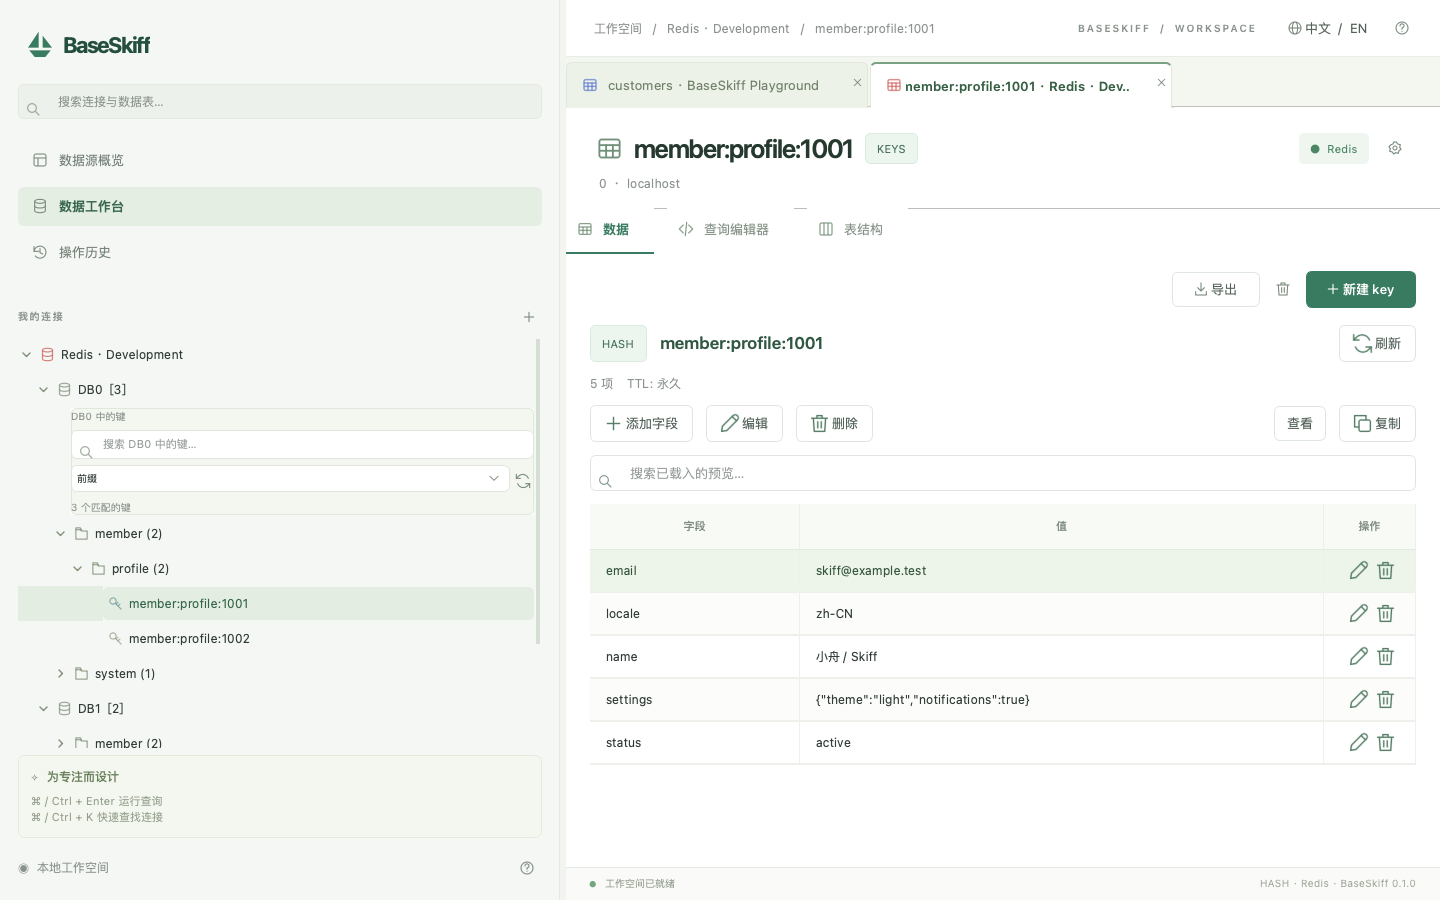 BaseSkiff
搜索连接与数据表...
数据源概览
数据工作台
操作历史
我的连接
Redis · Development
DB0 [3]
DB0 中的键
搜索 DB0 中的键...
前缀
3 个匹配的键
member (2)
profile (2)
member:profile:1001
member:profile:1002
system (1)
DB1 [2]
member (2)
为专注而设计
⌘ / Ctrl + Enter 运行查询
⌘ / Ctrl + K 快速查找连接
本地工作空间
工作空间 / Redis · Development / member:profile:1001
BASESKIFF / WORKSPACE
中文 / EN
customers · BaseSkiff Playground
nember:profile:1001 · Redis · Dev..
member:profile:1001 KEYS
Redis
0 · localhost
数据 查询编辑器 表结构
导出 + 新建 key
HASH member:profile:1001 刷新
5 项 TTL: 永久
添加字段 编辑 删除 查看 复制
搜索已载入的预览...
字段 值 操作
email skiff@example.test
locale zh-CN
name 小舟 / Skiff
settings {"theme":"light","notifications":true}
status active
工作空间已就绪
HASH · Redis · BaseSkiff 0.1.0